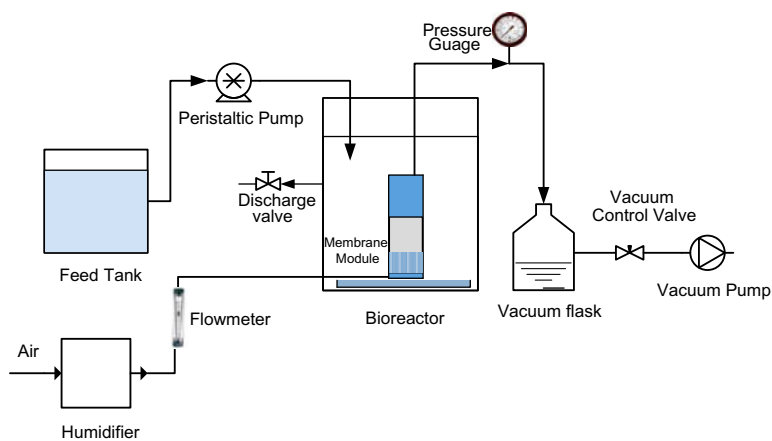 Pressure
Guage
Peristaltic Pump
Discharge
valve
Vacuum
Control Valve
Membrane
Module
Feed Tank
Flowmeter
Bioreactor
Vacuum flask
Vacuum Pump
Air
Humidifier